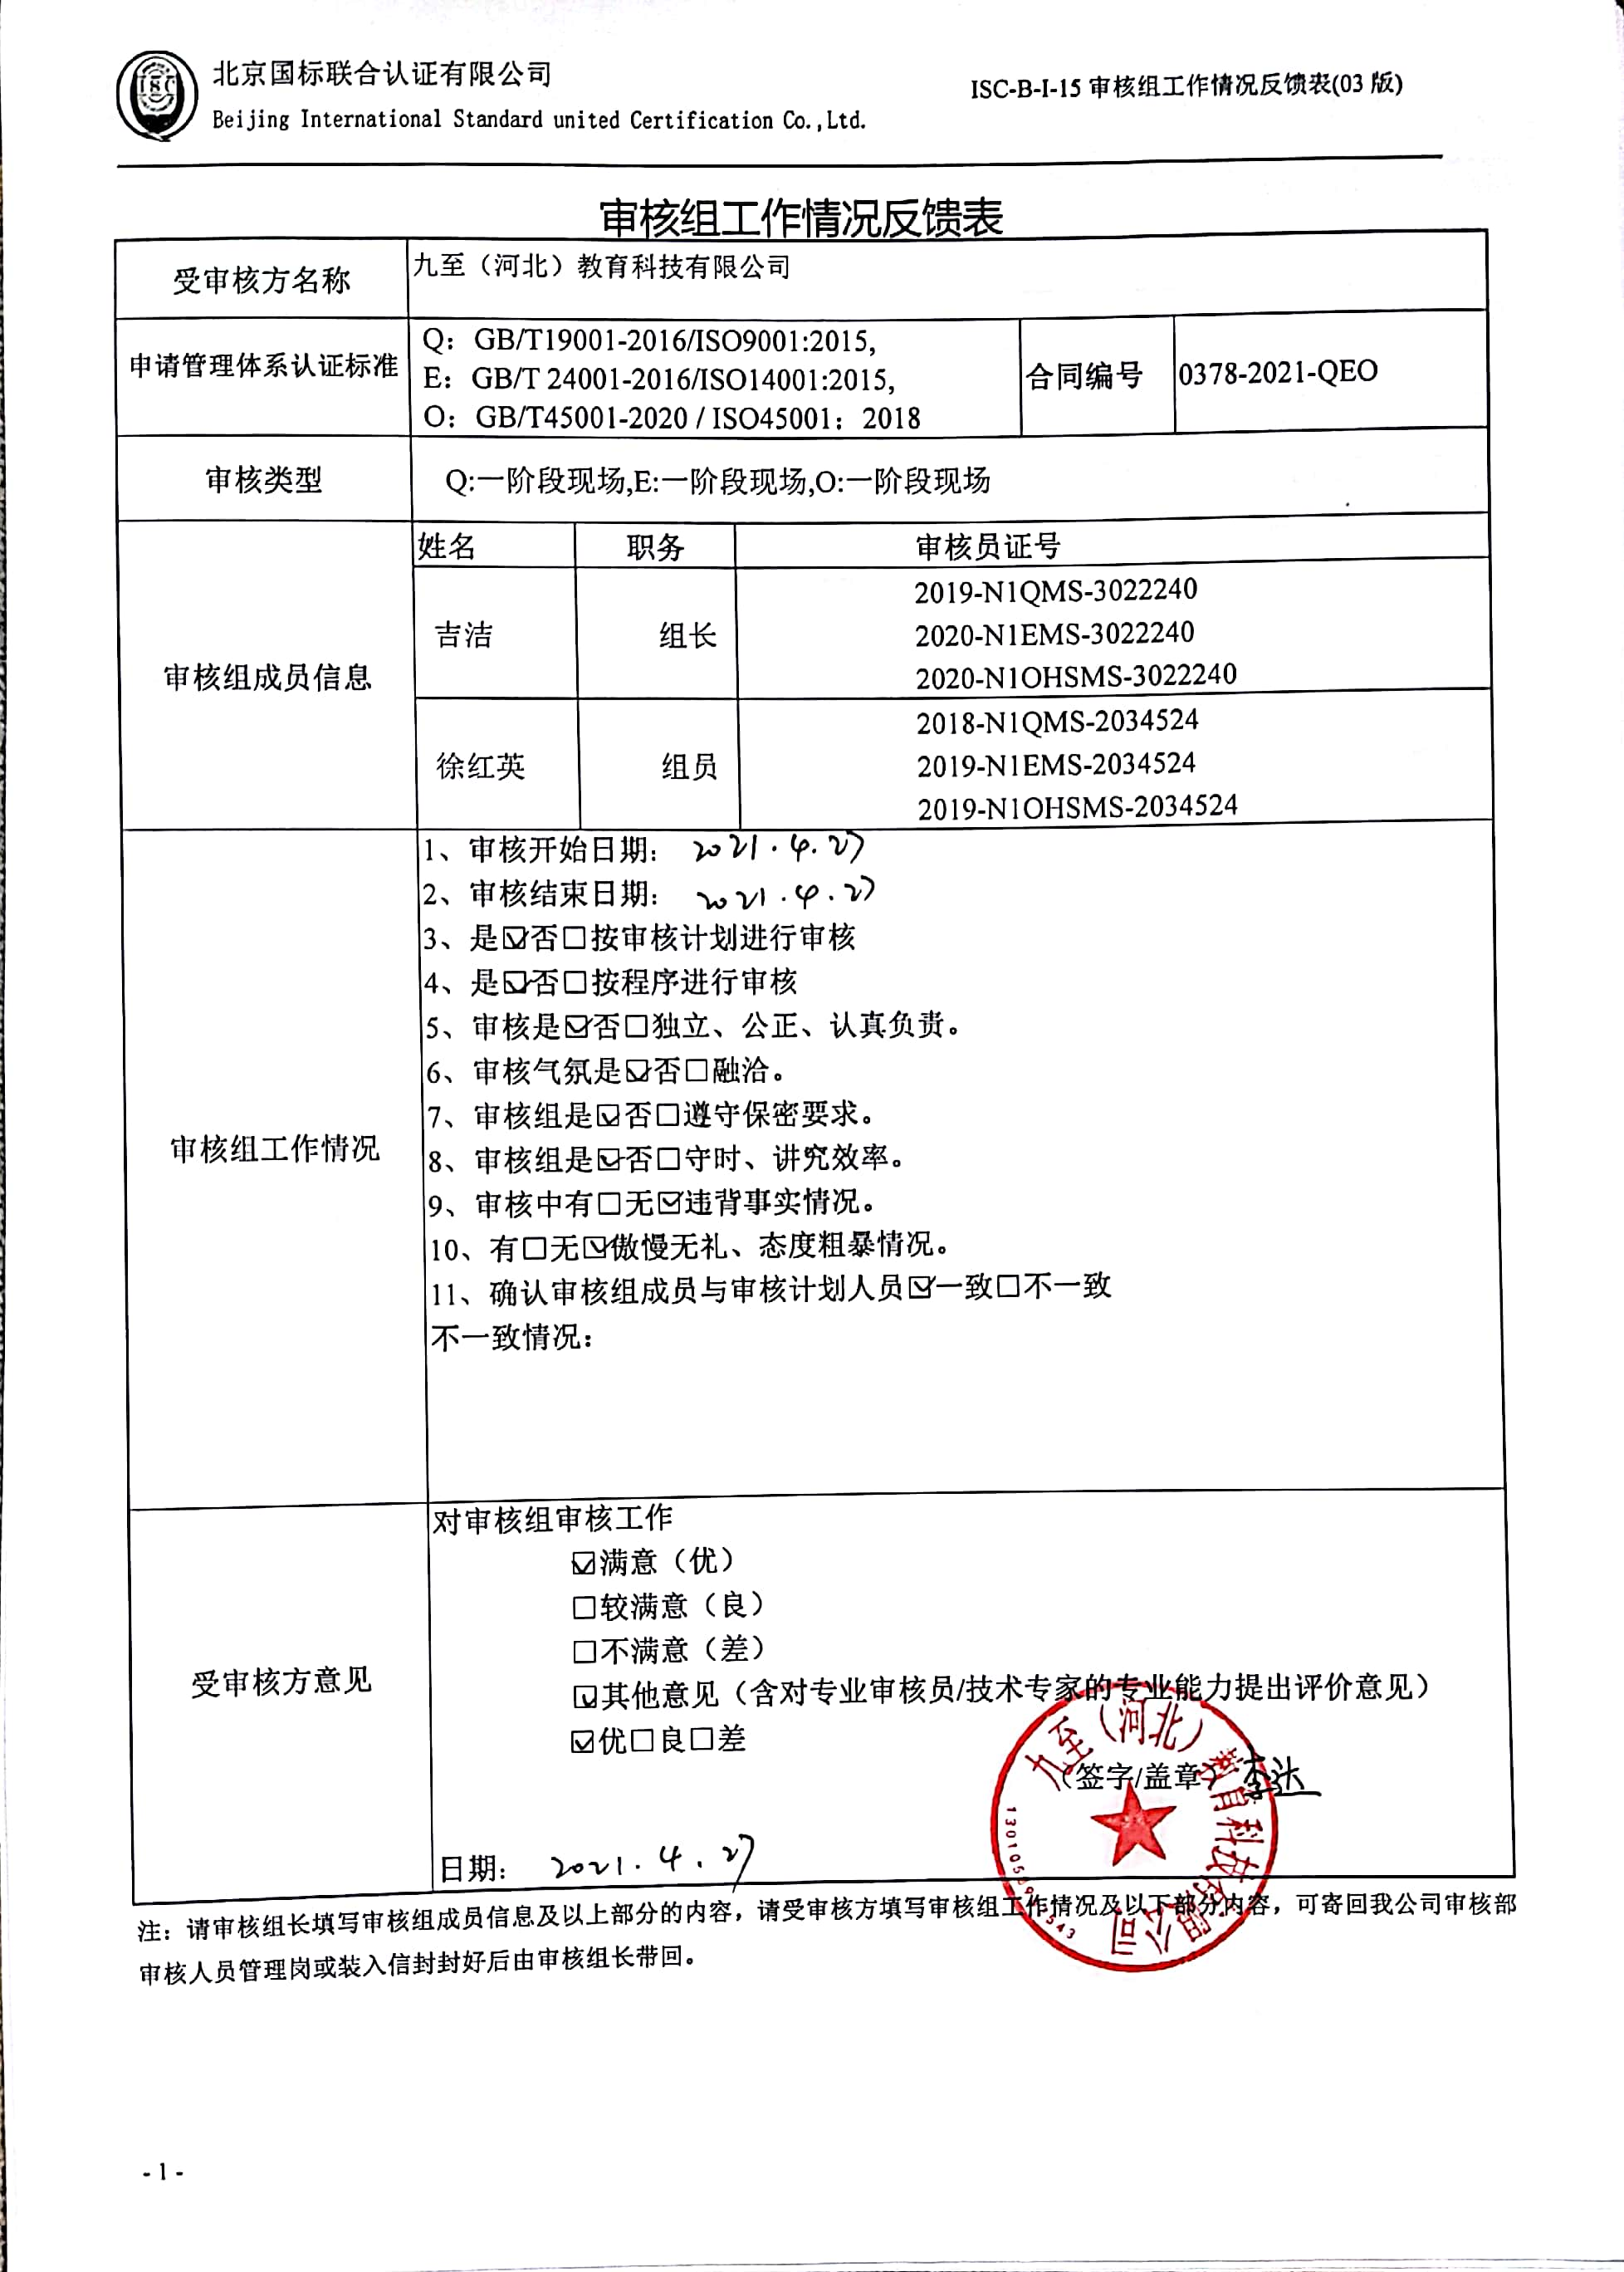 北京国标联合认证有限公司
Beijing International Standard united Certification Co.,Ltd.
ISC-B-I-15 审核组工作情况反馈表(03 版)
审核组工作情况反馈表
受审核方名称
九至（河北）教育科技有限公司
申请管理体系认证标准
Q：GB/T19001-2016/ISO9001:2015,
E：GB/T 24001-2016/ISO14001:2015,
O：GB/T45001-2020 / ISO45001：2018
合同编号
0378-2021-QEO
审核类型
Q:一阶段现场,E:一阶段现场,O:一阶段现场
审核组成员信息
姓名 职务 审核员证号
吉洁 组长
2019-N1QMS-3022240
2020-N1EMS-3022240
2020-N1OHSMS-3022240
徐红英 组员
2018-N1QMS-2034524
2019-N1EMS-2034524
2019-N1OHSMS-2034524
审核组工作情况
1、审核开始日期： 2021.4.27
2、审核结束日期： 2021.4.27
3、是☑否□按审核计划进行审核
4、是☑否□按程序进行审核
5、审核是☑否□独立、公正、认真负责。
6、审核气氛是☑否□融洽。
7、审核组是☑否□遵守保密要求。
8、审核组是☑否□守时、讲究效率。
9、审核中有□无☑违背事实情况。
10、有□无☑傲慢无礼、态度粗暴情况。
11、确认审核组成员与审核计划人员☑一致□不一致
不一致情况：
受审核方意见
对审核组审核工作
☑满意（优）
□较满意（良）
□不满意（差）
☑其他意见（含对专业审核员/技术专家的专业能力提出评价意见）
☑优□良□差
（签字/盖章）
九至（河北）教育科技有限公司
日期： 2021.4.27
注：请审核组长填写审核组成员信息及以上部分的内容，请受审核方填写审核组工作情况及以下部分内容，可寄回我公司审核部
审核人员管理岗或装入信封封好后由审核组长带回。
- 1 -